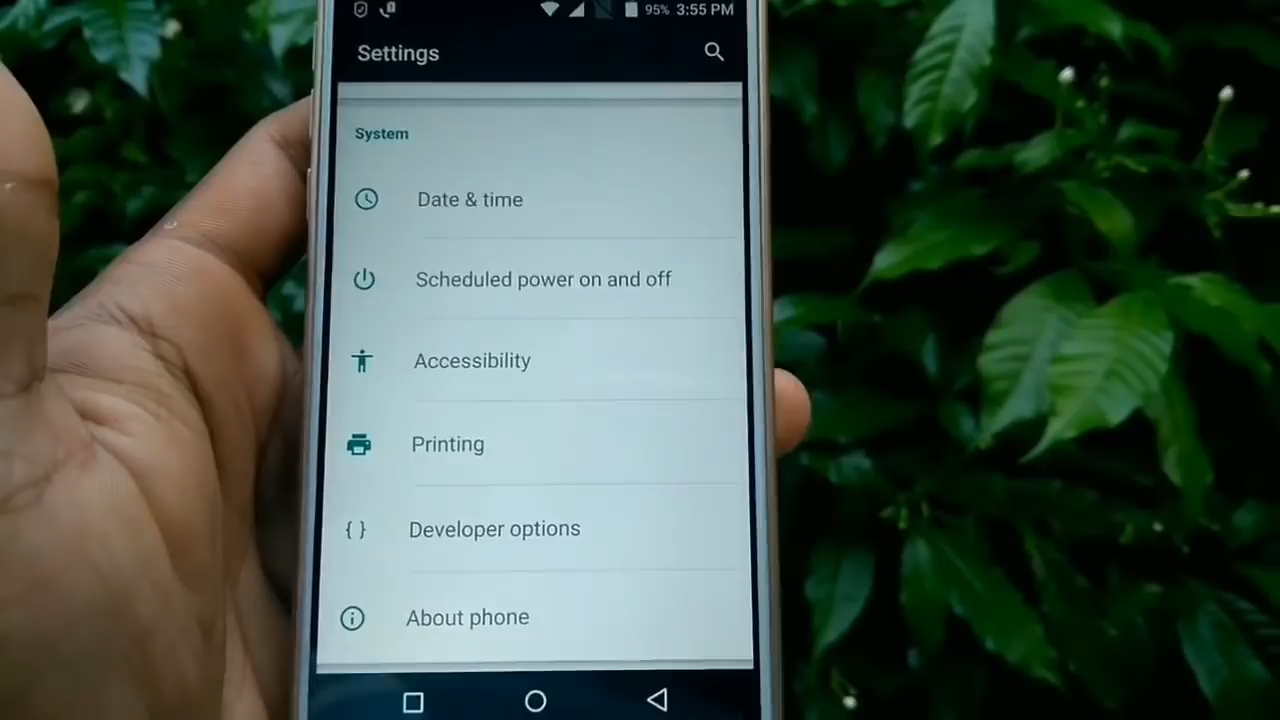 95% 3:55 PM
Settings
System
Date & time
Scheduled power on and off
Accessibility
Printing
{ } Developer options
About phone